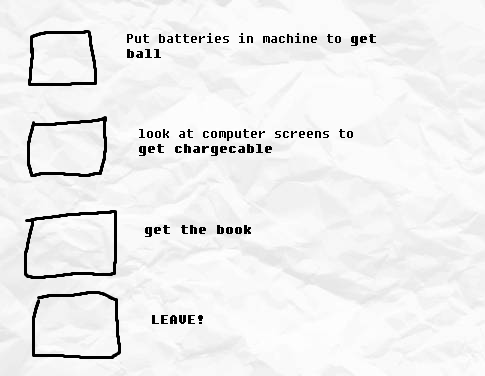 Put batteries in machine to get
ball
look at computer screens to
get chargecable
get the book
LEAVE!